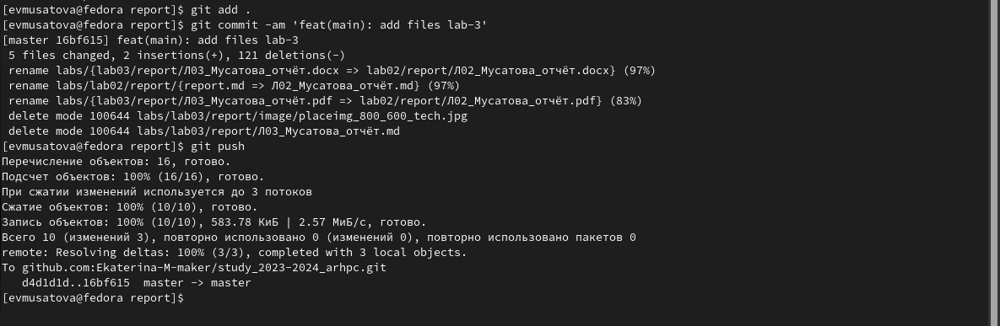 [evmusatova@fedora report]$ git add .
[evmusatova@fedora report]$ git commit -am 'feat(main): add files lab-3'
[master 16bf615] feat(main): add files lab-3
 5 files changed, 2 insertions(+), 121 deletions(-)
 rename labs/{lab03/report/Л03_Мусатова_отчёт.docx => lab02/report/Л02_Мусатова_отчёт.docx} (97%)
 rename labs/lab02/report/{report.md => Л02_Мусатова_отчёт.md} (97%)
 rename labs/{lab03/report/Л03_Мусатова_отчёт.pdf => lab02/report/Л02_Мусатова_отчёт.pdf} (83%)
 delete mode 100644 labs/lab03/report/image/placeimg_800_600_tech.jpg
 delete mode 100644 labs/lab03/report/Л03_Мусатова_отчёт.md
[evmusatova@fedora report]$ git push
Перечисление объектов: 16, готово.
Подсчет объектов: 100% (16/16), готово.
При сжатии изменений используется до 3 потоков
Сжатие объектов: 100% (10/10), готово.
Запись объектов: 100% (10/10), 583.78 КиБ | 2.57 МиБ/с, готово.
Всего 10 (изменений 3), повторно использовано 0 (изменений 0), повторно использовано пакетов 0
remote: Resolving deltas: 100% (3/3), completed with 3 local objects.
To github.com:Ekaterina-M-maker/study_2023-2024_arhpc.git
   d4d1d1d..16bf615  master -> master
[evmusatova@fedora report]$